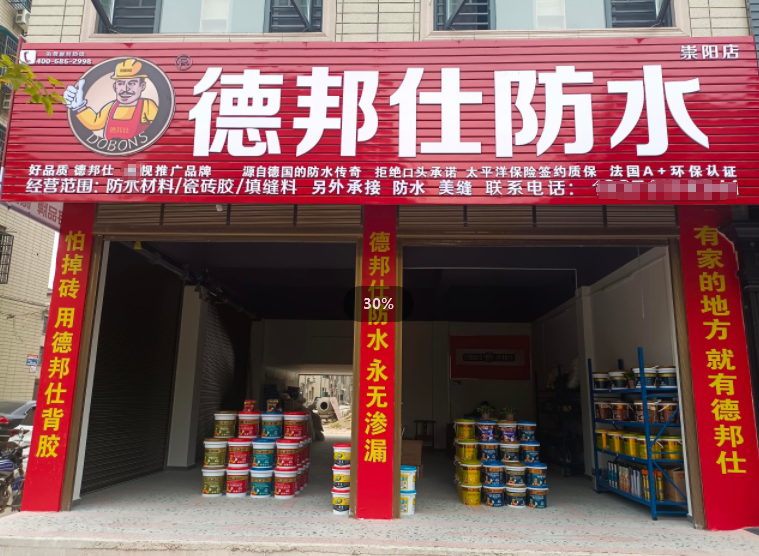 400-686-2998
崇阳店
德邦仕防水
德邦仕
DOBONS
好品质 德邦仕 视推广品牌 源自德国的防水传奇 拒绝口头承诺 太平洋保险签约质保 法国A+环保认证
经营范围:防水材料/瓷砖胶/填缝料 另外承接 防水 美缝 联系电话:
怕掉砖 用德邦仕背胶
德邦仕防水 永无渗漏
有家的地方 就有德邦仕
30%